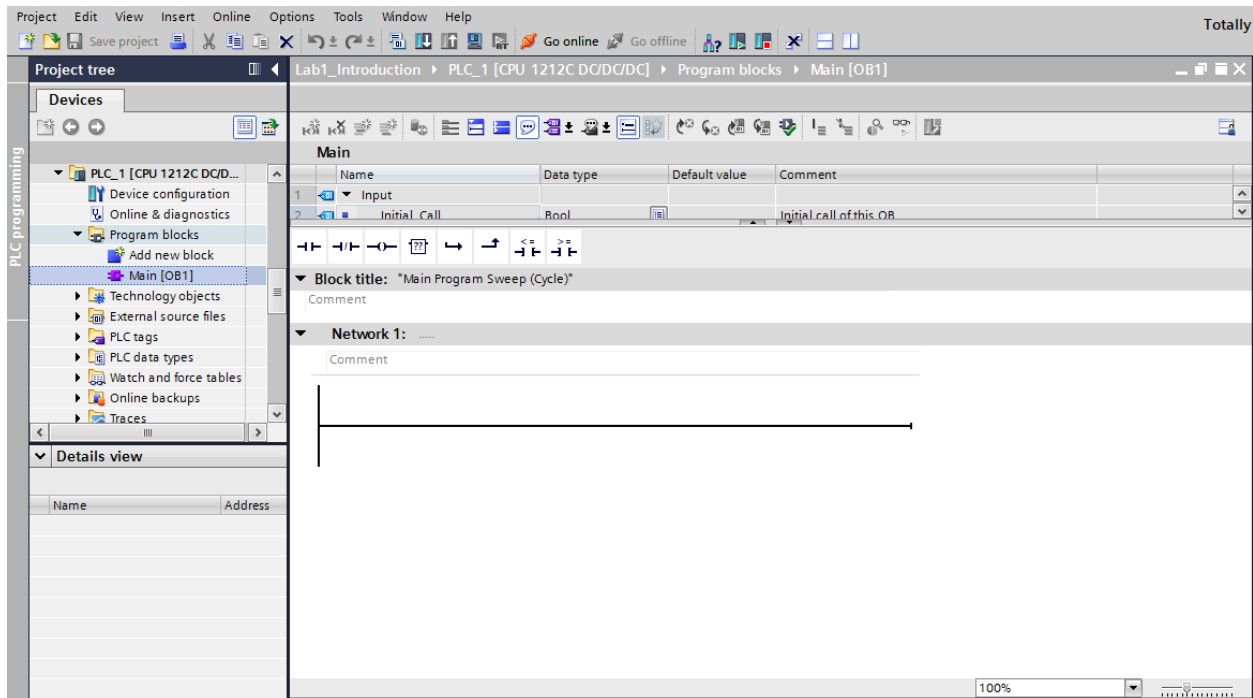 Project Edit View Insert Online Options Tools Window Help
Totally
Save project Go online Go offline
Project tree
Lab1_Introduction PLC_1 [CPU 1212C DC/DC/DC] Program blocks Main [OB1]
Devices
PLC programming
PLC_1 [CPU 1212C DC/D...
Device configuration
Online & diagnostics
Program blocks
Add new block
Main [OB1]
Technology objects
External source files
PLC tags
PLC data types
Watch and force tables
Online backups
Traces
Details view
Name Address
Main
Name Data type Default value Comment
1 Input
2 Initial_Call Bool Initial call of this OB
??
<= >=
Block title: "Main Program Sweep (Cycle)"
Comment
Network 1: .....
Comment
100%